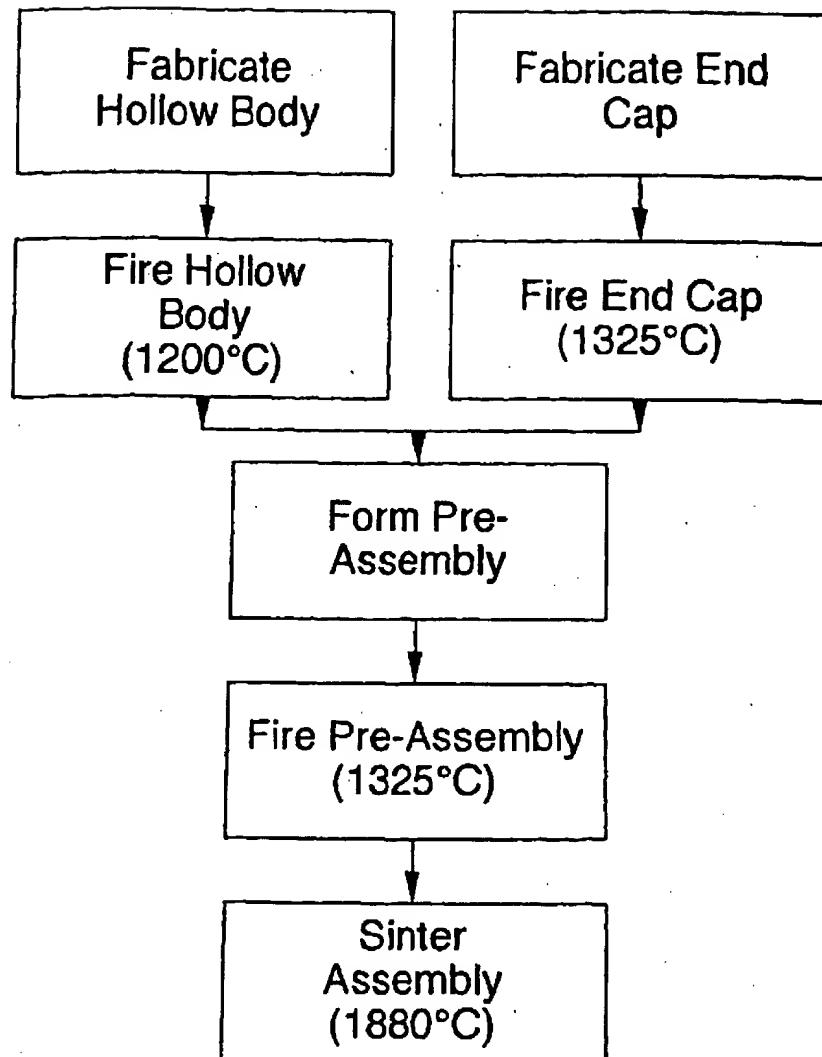 Fabricate
Hollow Body
Fabricate End
Cap
Fire Hollow
Body
(1200°C)
Fire End Cap
(1325°C)
Form Pre-
Assembly
Fire Pre-Assembly
(1325°C)
Sinter
Assembly
(1880°C)